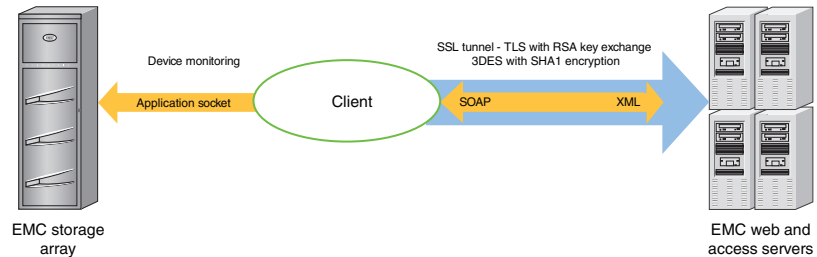 Device monitoring
SSL tunnel - TLS with RSA key exchange
3DES with SHA1 encryption
Application socket
Client
SOAP
XML
EMC storage
array
EMC web and
access servers